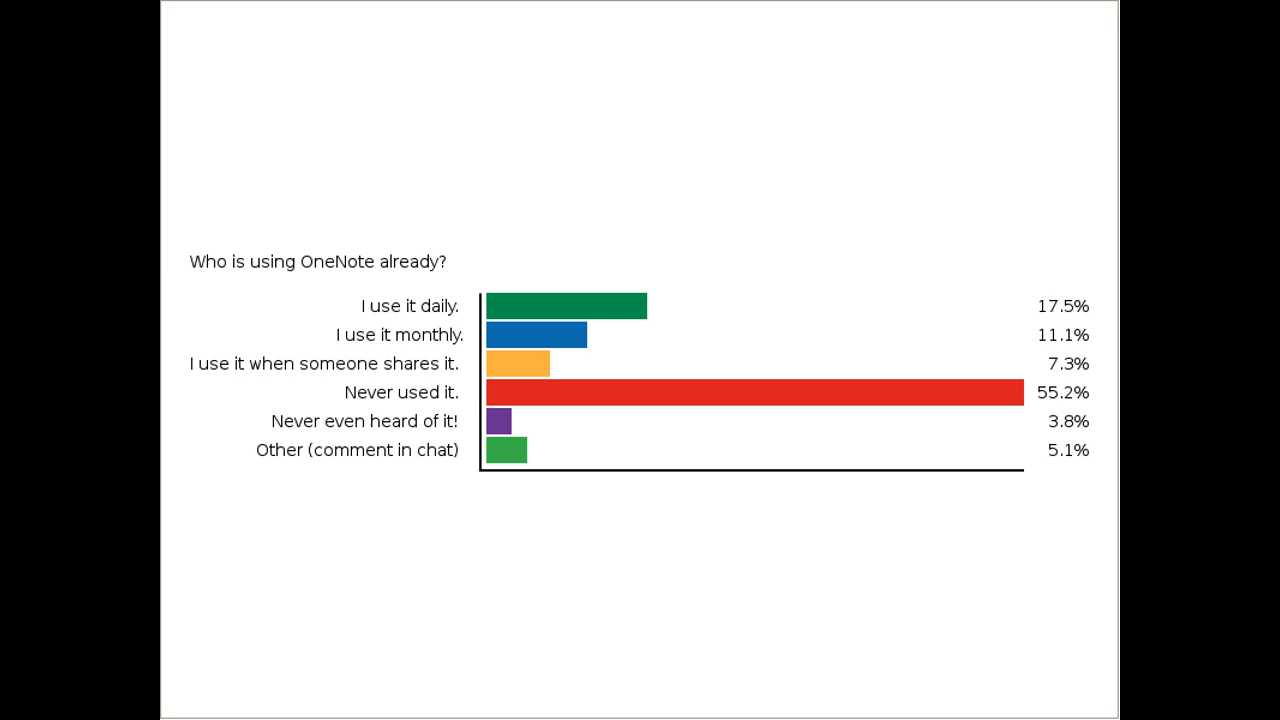 Who is using OneNote already?
I use it daily. 17.5%
I use it monthly. 11.1%
I use it when someone shares it. 7.3%
Never used it. 55.2%
Never even heard of it! 3.8%
Other (comment in chat) 5.1%